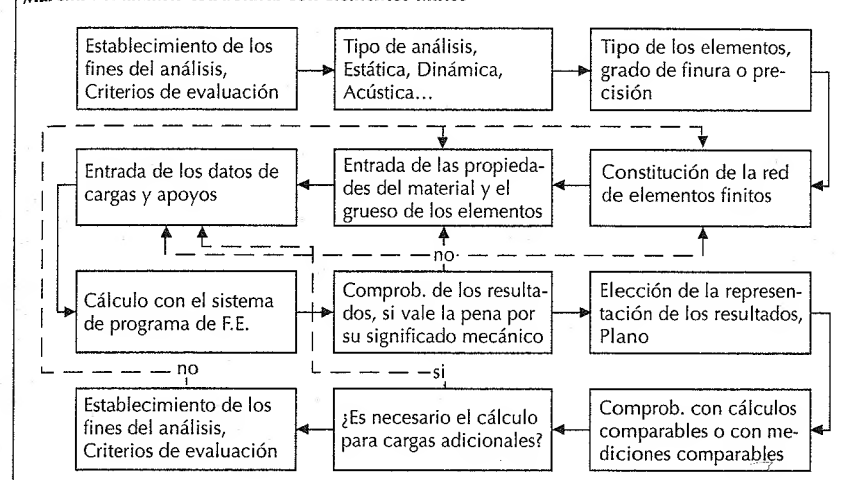 Establecimiento de los
fines del análisis,
Criterios de evaluación
Tipo de análisis,
Estática, Dinámica,
Acústica...
Tipo de los elementos,
grado de finura o pre-
cisión
Entrada de los datos de
cargas y apoyos
Entrada de las propieda-
des del material y el
grueso de los elementos
Constitución de la red
de elementos finitos
no
Cálculo con el sistema
de programa de F.E.
Comprob. de los resulta-
dos, si vale la pena por
su significado mecánico
Elección de la represen-
tación de los resultados,
Plano
no
si
Establecimiento de los
fines del análisis,
Criterios de evaluación
¿Es necesario el cálculo
para cargas adicionales?
Comprob. con cálculos
comparables o con me-
diciones comparables